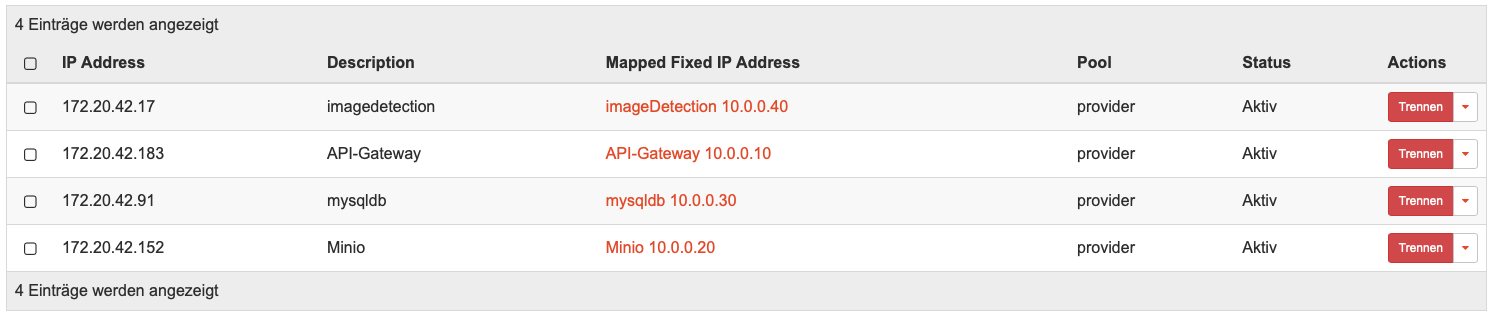 4 Einträge werden angezeigt
IP Address Description Mapped Fixed IP Address Pool Status Actions
172.20.42.17 imagedetection imageDetection 10.0.0.40 provider Aktiv Trennen
172.20.42.183 API-Gateway API-Gateway 10.0.0.10 provider Aktiv Trennen
172.20.42.91 mysqldb mysqldb 10.0.0.30 provider Aktiv Trennen
172.20.42.152 Minio Minio 10.0.0.20 provider Aktiv Trennen
4 Einträge werden angezeigt